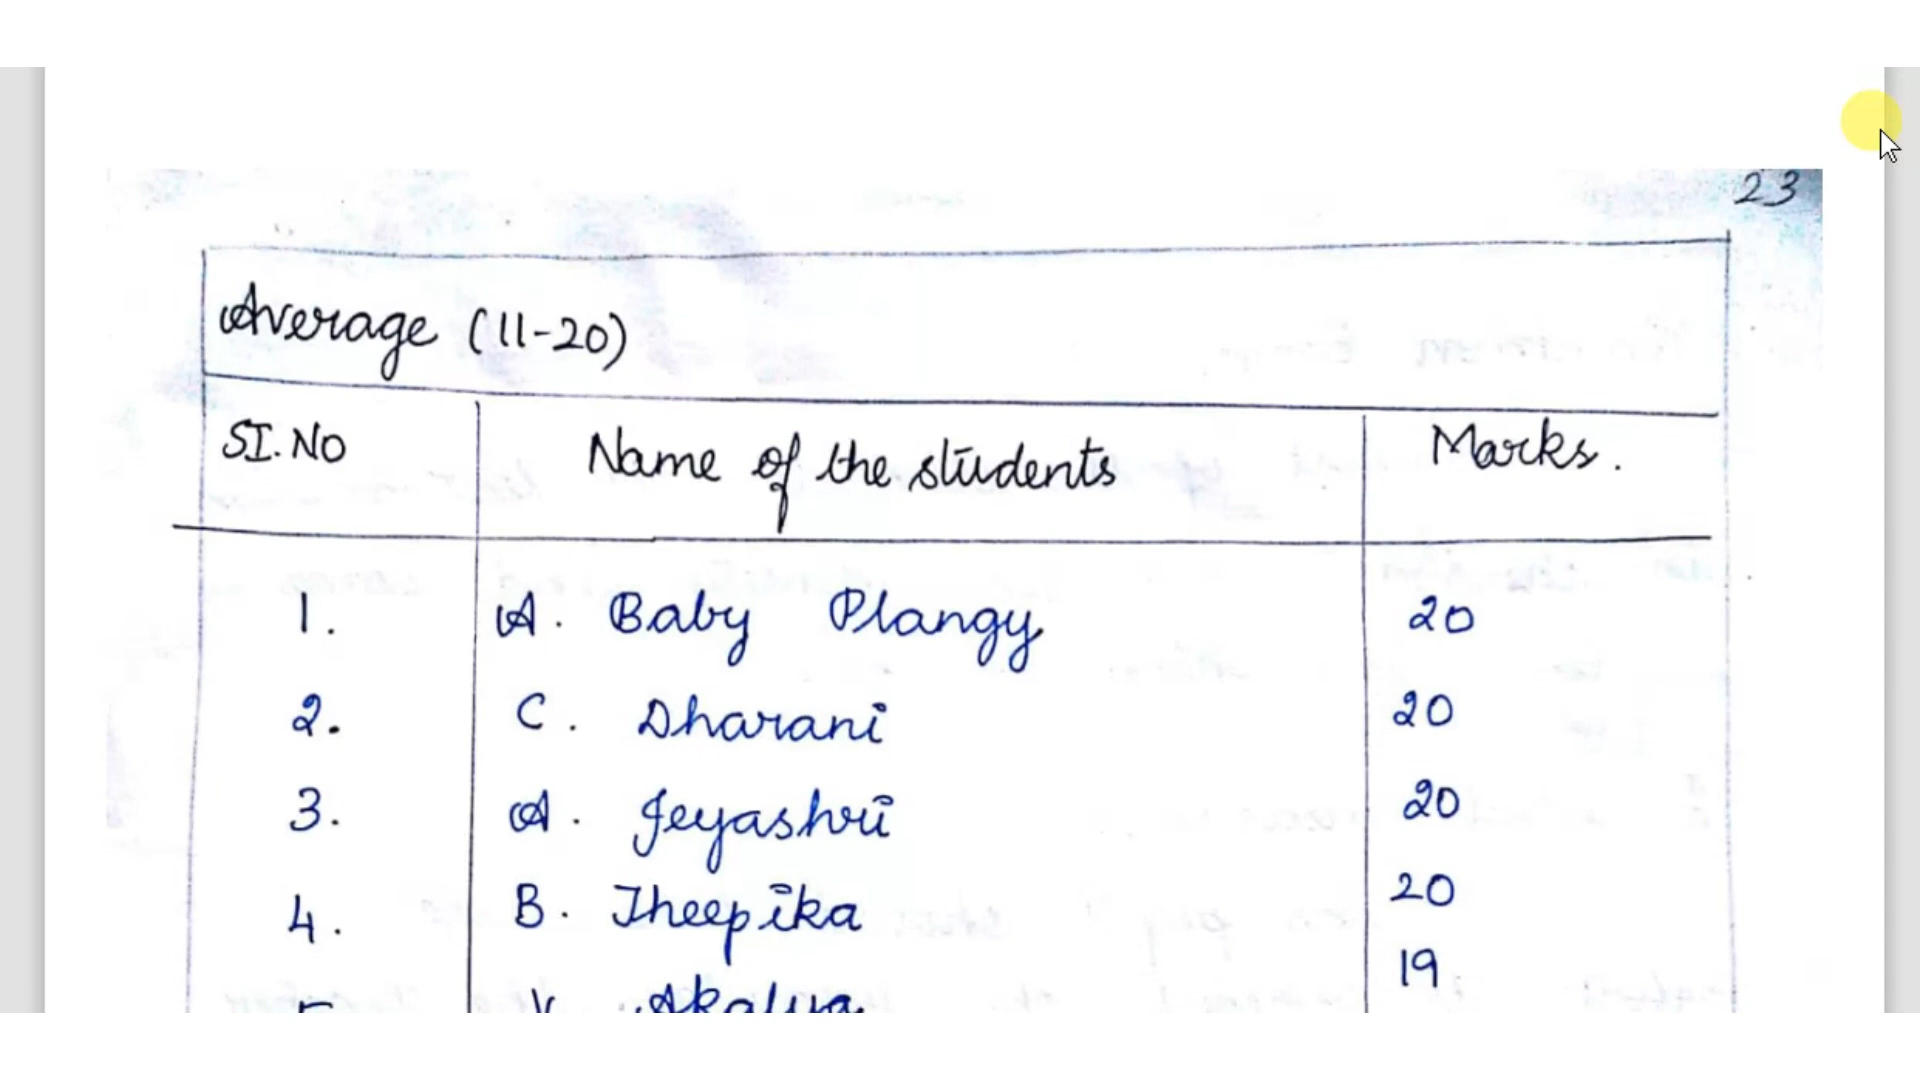 23
Average (11-20)
SI.NO Name of the students Marks.
1. A. Baby Plangy 20
2. C. Dharani 20
3. A. Jeyashri 20
4. B. Theepika 20
19